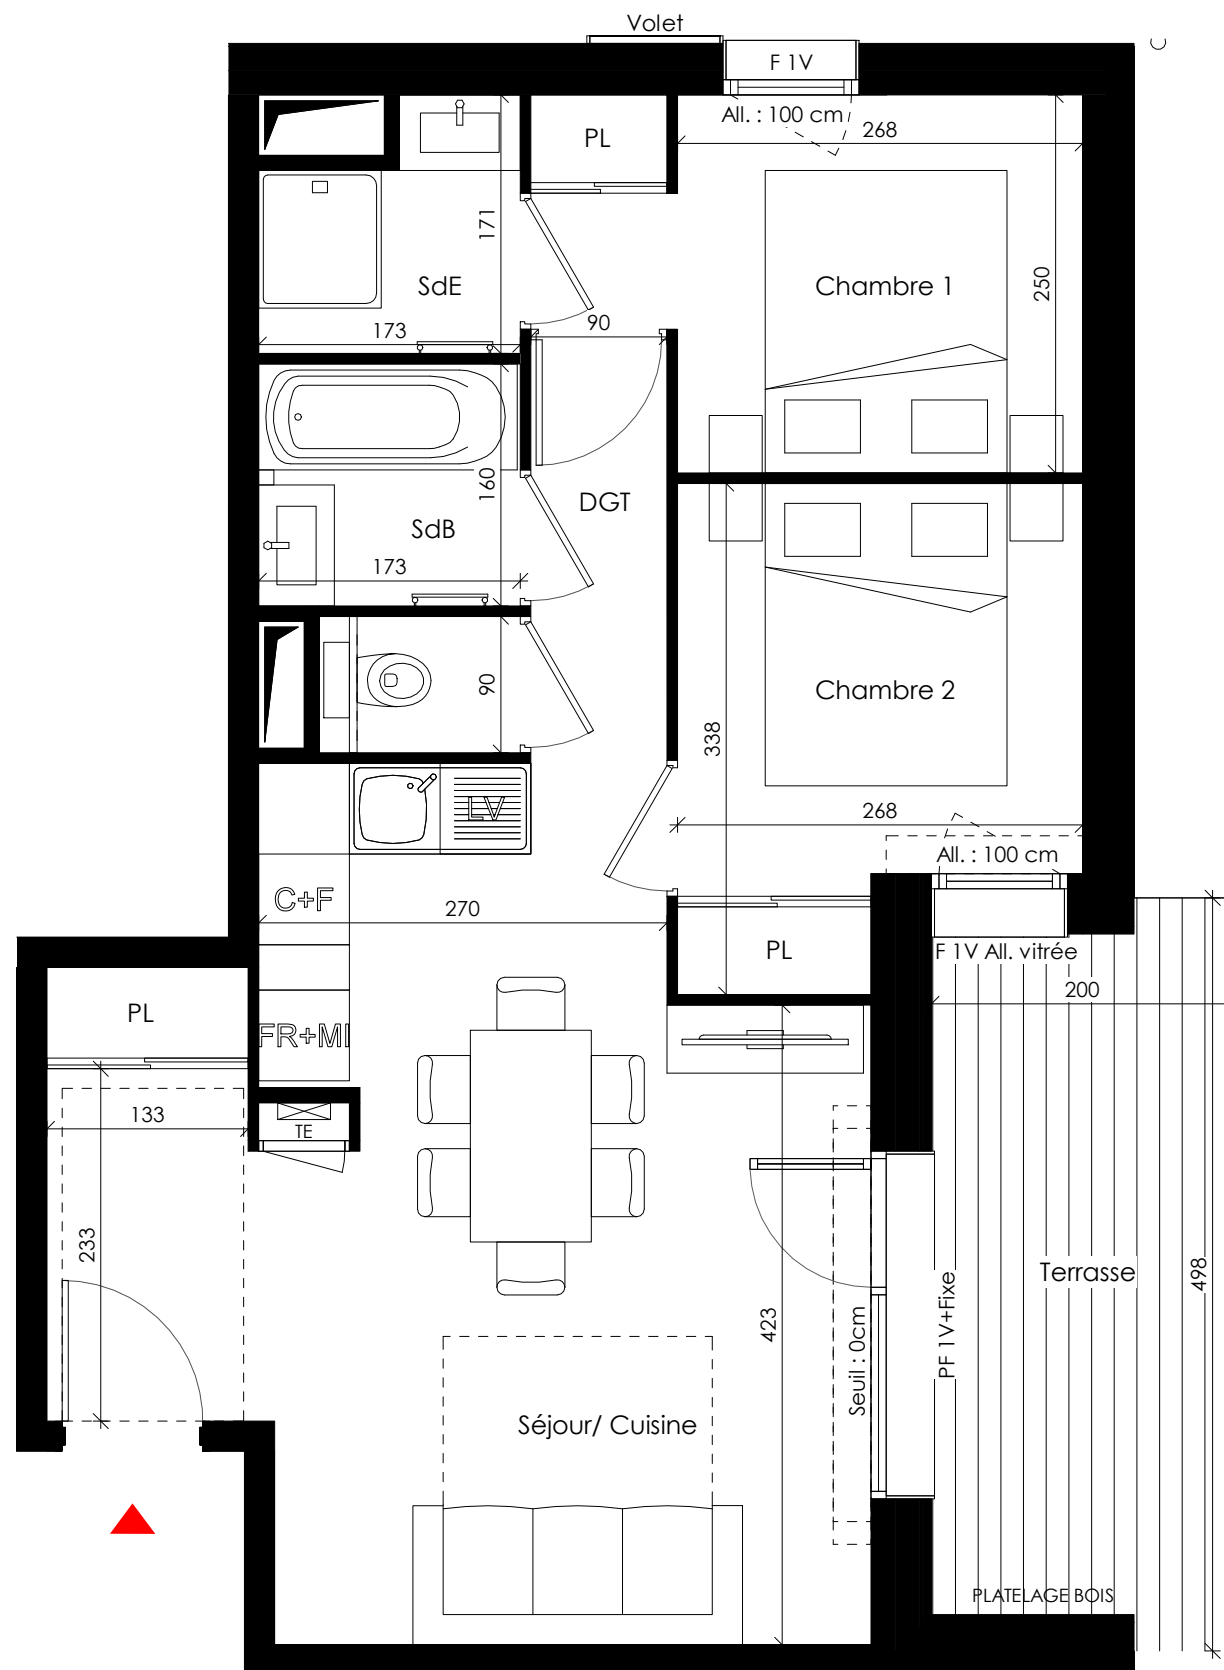 Volet
F 1V
All. : 100 cm
268
PL
171
SdE
Chambre 1
250
173
90
160
DGT
SdB
173
90
Chambre 2
338
268
All. : 100 cm
LV
C+F
270
PL
F 1V All. vitrée
200
PL
FR+MI
133
TE
233
423
Seuil : 0cm
PF 1V+Fixe
Terrasse
498
Séjour/ Cuisine
PLATELAGE BOIS